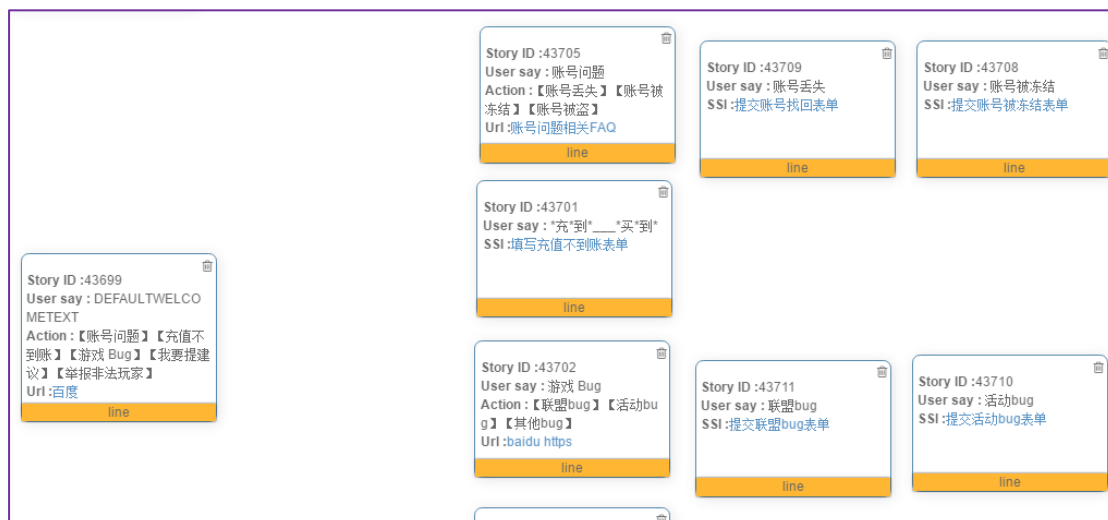 Story ID :43705
User say : 账号问题
Action :【账号丢失】【账号被
冻结】【账号被盗】
Url :账号问题相关FAQ
line
Story ID :43709
User say : 账号丢失
SSI :提交账号找回表单
line
Story ID :43708
User say : 账号被冻结
SSI :提交账号被冻结表单
line
Story ID :43701
User say : *充*到*___*买*到*
SSI :填写充值不到账表单
line
Story ID :43699
User say : DEFAULTWELCO
METEXT
Action :【账号问题】【充值不
到账】【游戏 Bug】【我要提建
议】【举报非法玩家】
Url :百度
line
Story ID :43702
User say : 游戏 Bug
Action :【联盟bug】【活动bu
g】【其他bug】
Url :baidu https
line
Story ID :43711
User say : 联盟bug
SSI :提交联盟bug表单
line
Story ID :43710
User say : 活动bug
SSI :提交活动bug表单
line